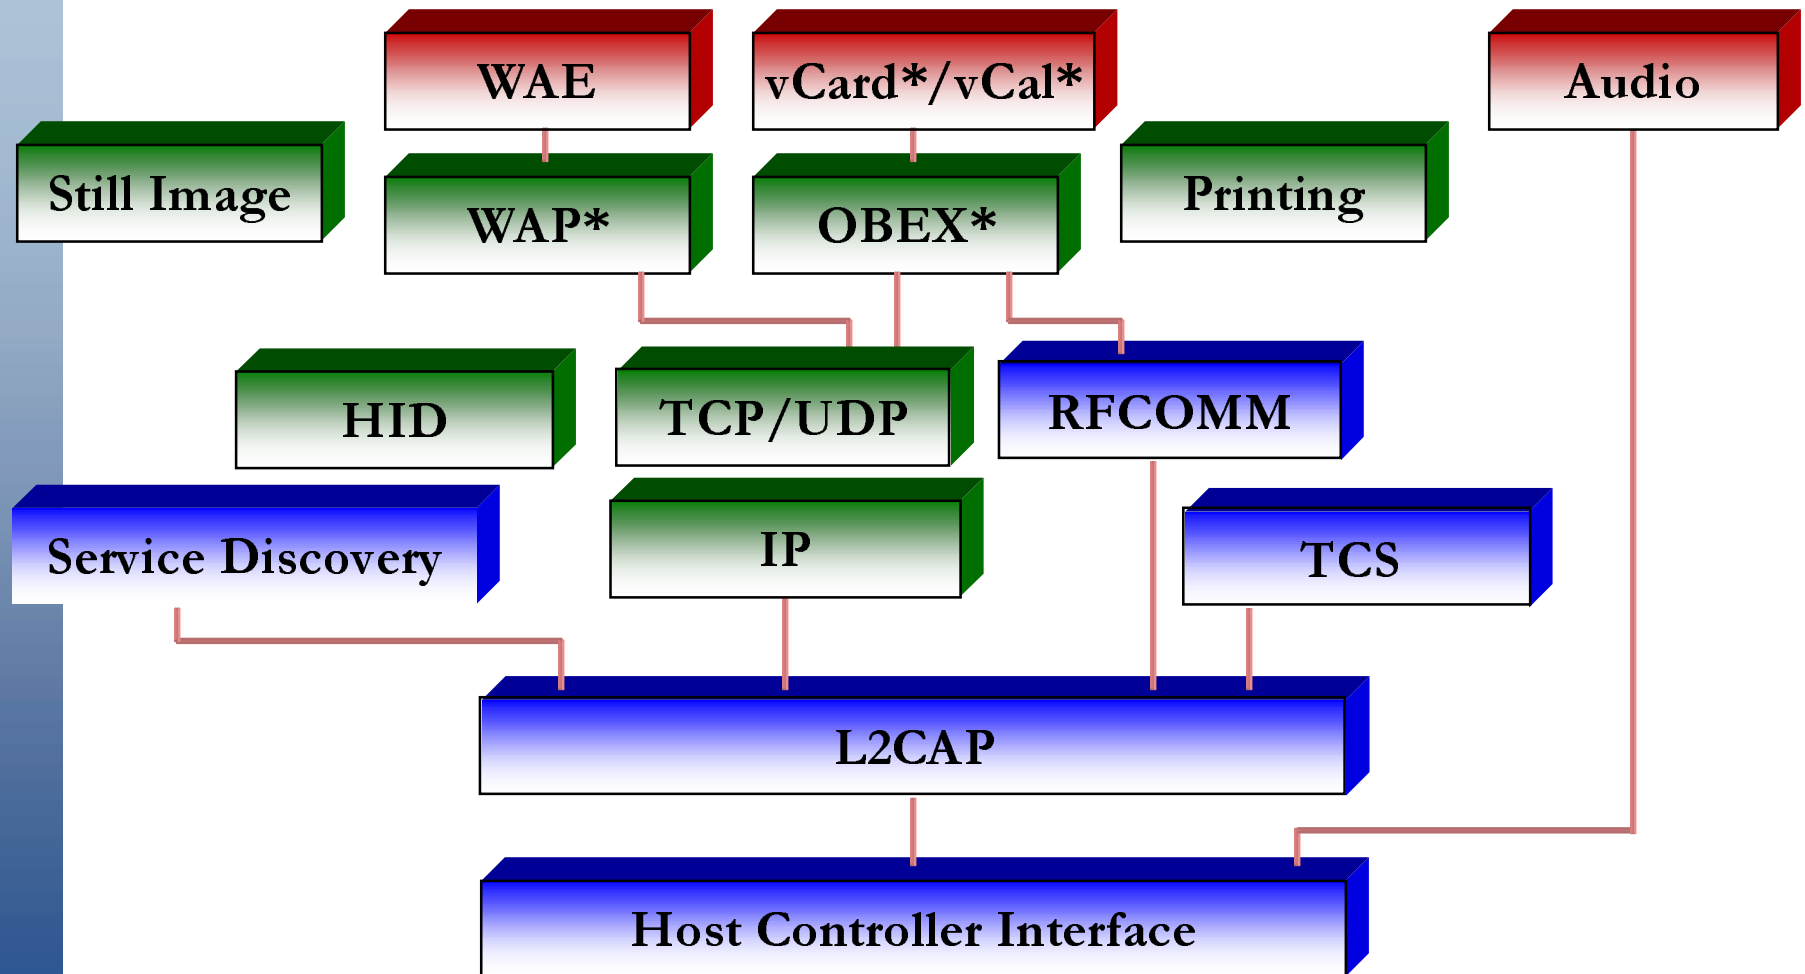 WAE
vCard*/vCal*
Audio
Still Image
WAP*
OBEX*
Printing
HID
TCP/UDP
RFCOMM
Service Discovery
IP
TCS
L2CAP
Host Controller Interface